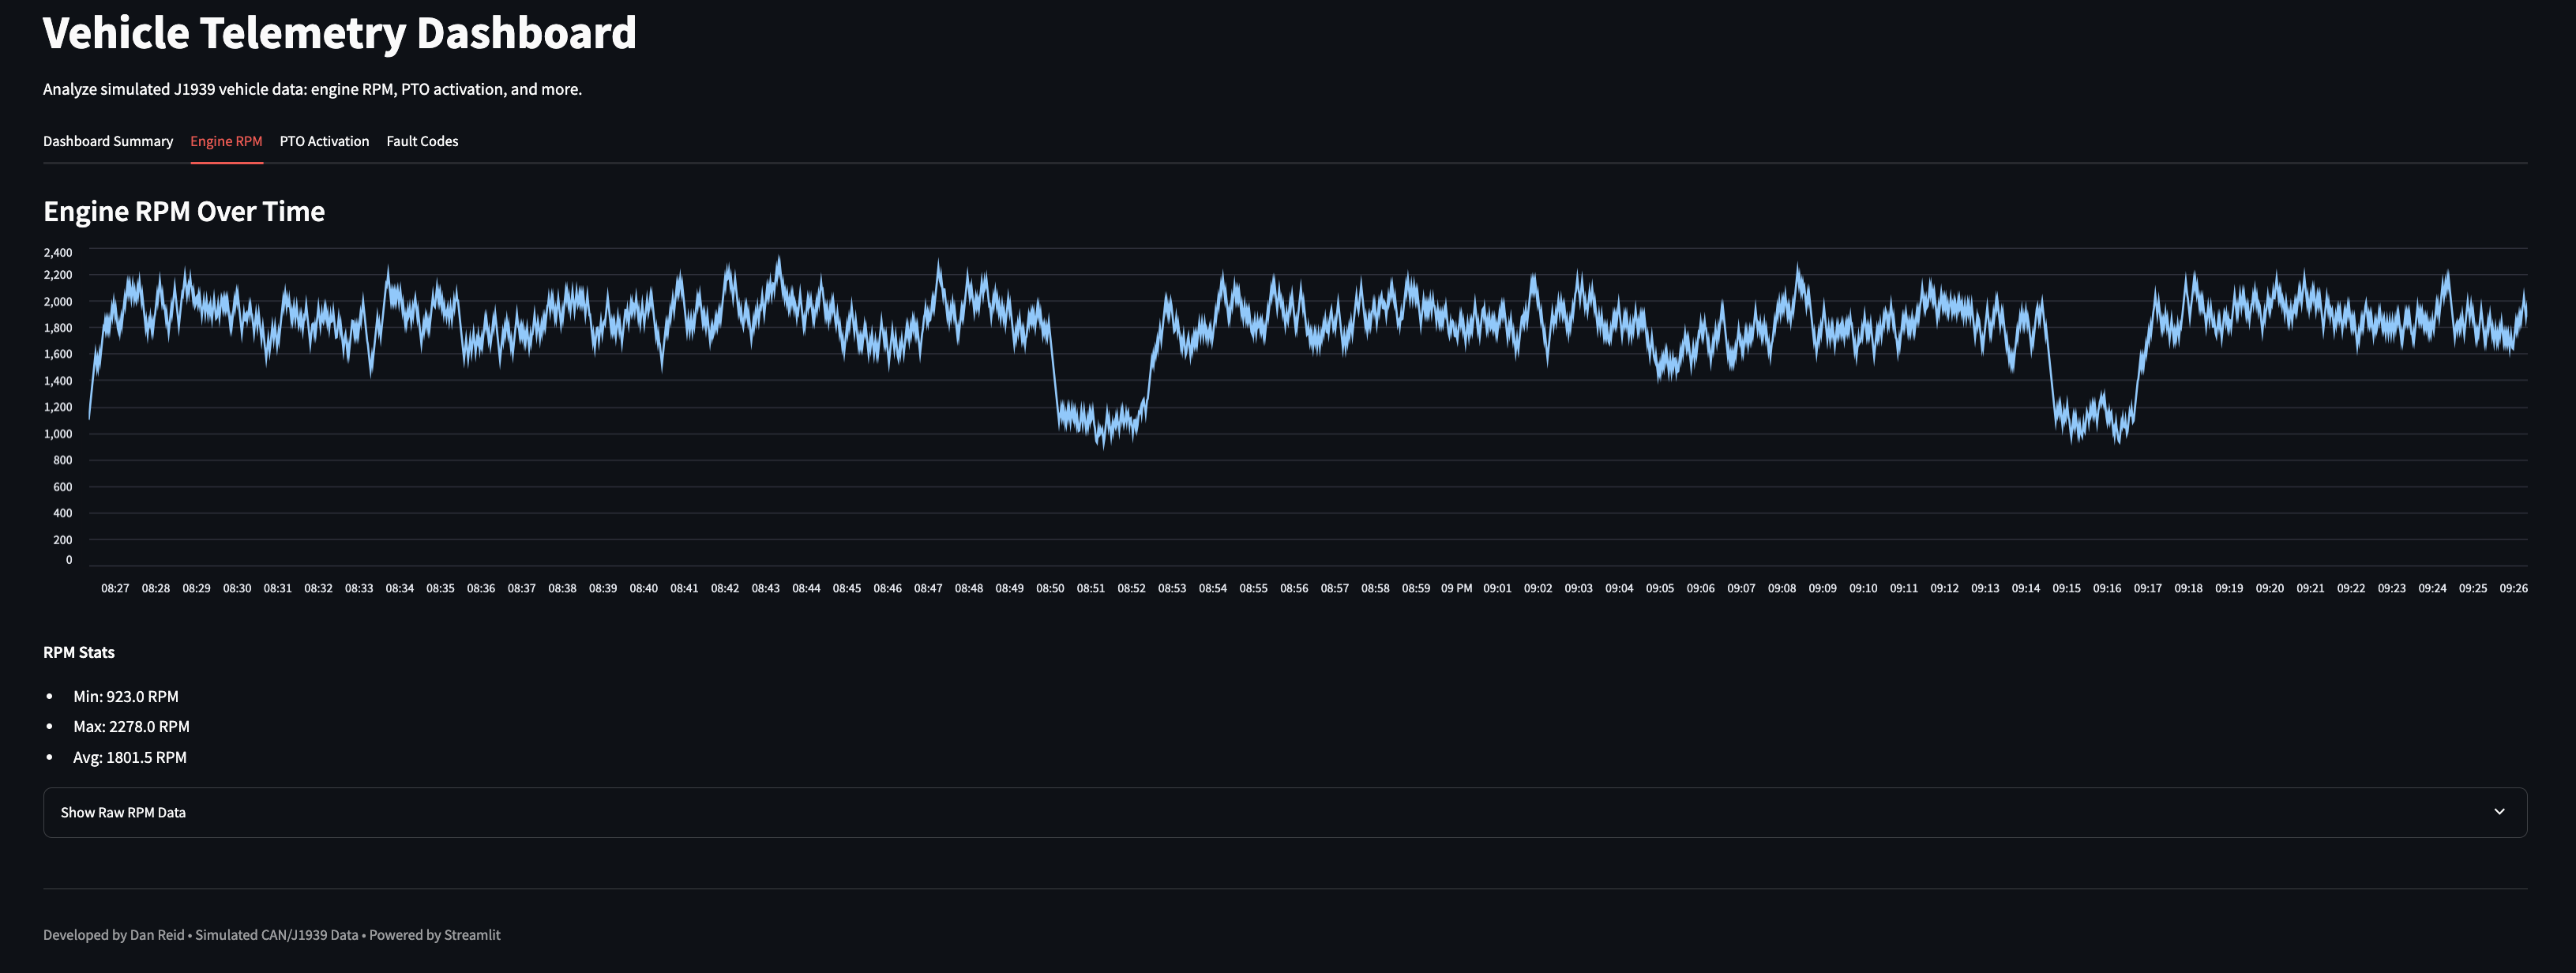 Vehicle Telemetry Dashboard
Analyze simulated J1939 vehicle data: engine RPM, PTO activation, and more.
Dashboard Summary Engine RPM PTO Activation Fault Codes
Engine RPM Over Time
2,400
2,200
2,000
1,800
1,600
1,400
1,200
1,000
800
600
400
200
0
08:27 08:28 08:29 08:30 08:31 08:32 08:33 08:34 08:35 08:36 08:37 08:38 08:39 08:40 08:41 08:42 08:43 08:44 08:45 08:46 08:47 08:48 08:49 08:50 08:51 08:52 08:53 08:54 08:55 08:56 08:57 08:58 08:59 09 PM 09:01 09:02 09:03 09:04 09:05 09:06 09:07 09:08 09:09 09:10 09:11 09:12 09:13 09:14 09:15 09:16 09:17 09:18 09:19 09:20 09:21 09:22 09:23 09:24 09:25 09:26
RPM Stats
• Min: 923.0 RPM
• Max: 2278.0 RPM
• Avg: 1801.5 RPM
Show Raw RPM Data
Developed by Dan Reid • Simulated CAN/J1939 Data • Powered by Streamlit